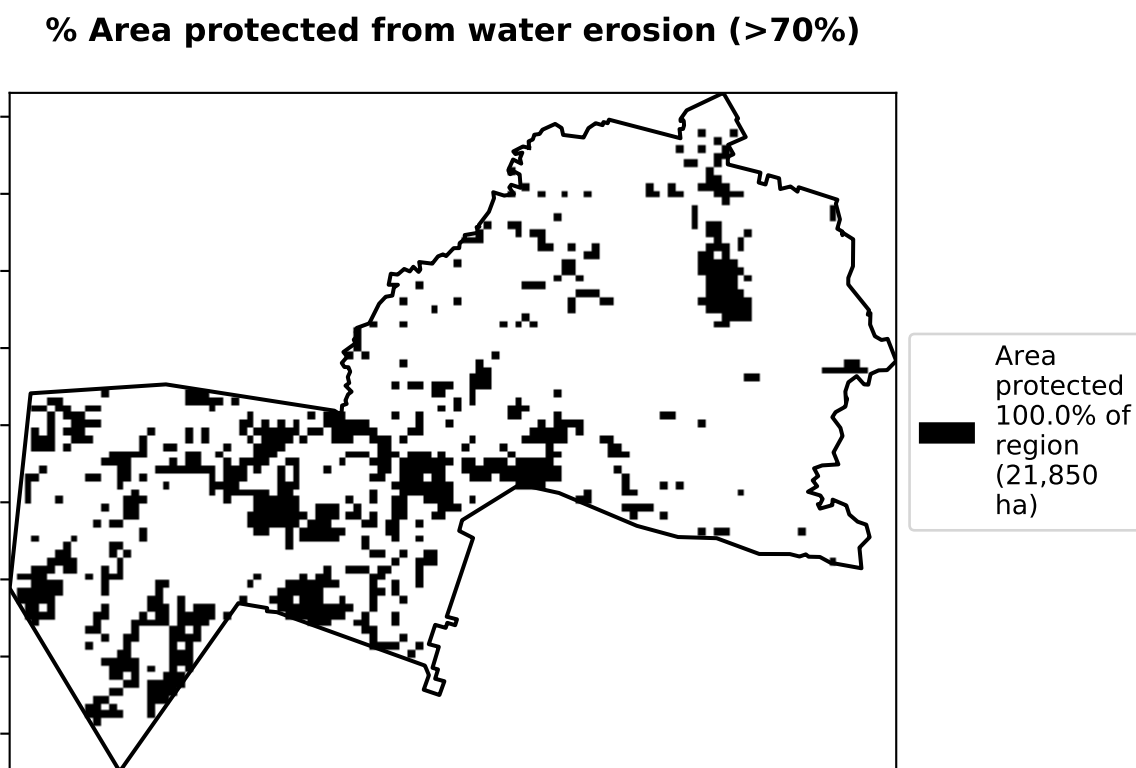 % Area protected from water erosion (>70%)
Area
protected
100.0% of
region
(21,850
ha)